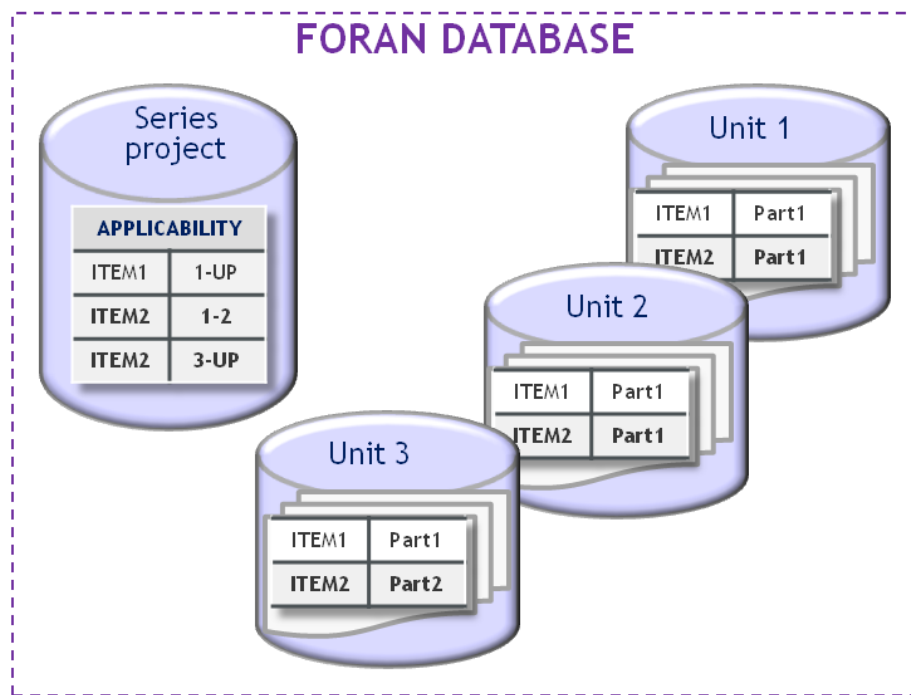 FORAN DATABASE
Series
project
APPLICABILITY
ITEM1 1-UP
ITEM2 1-2
ITEM2 3-UP
Unit 1
ITEM1 Part1
ITEM2 Part1
Unit 2
ITEM1 Part1
ITEM2 Part1
Unit 3
ITEM1 Part1
ITEM2 Part2